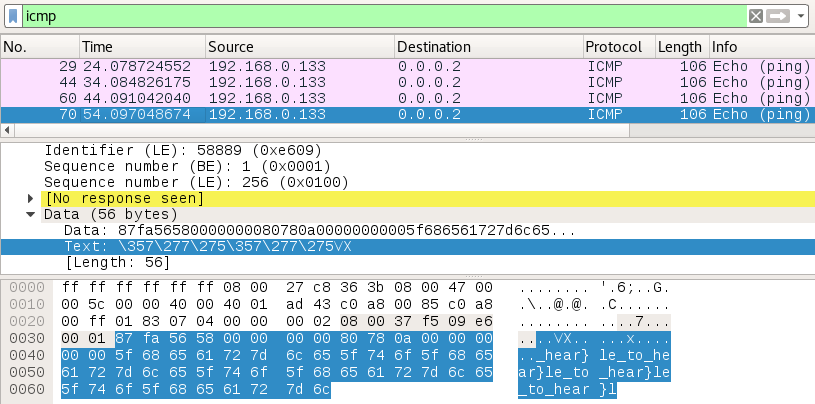 icmp
No. Time Source Destination Protocol Length Info
29 24.078724552 192.168.0.133 0.0.0.2 ICMP 106 Echo (ping)
44 34.084826175 192.168.0.133 0.0.0.2 ICMP 106 Echo (ping)
60 44.091042040 192.168.0.133 0.0.0.2 ICMP 106 Echo (ping)
70 54.097048674 192.168.0.133 0.0.0.2 ICMP 106 Echo (ping)
Identifier (LE): 58889 (0xe609)
Sequence number (BE): 1 (0x0001)
Sequence number (LE): 256 (0x0100)
[No response seen]
Data (56 bytes)
Data: 87fa565800000000080780a00000000005f686561727d6c65...
Text: \357\277\275\357\277\275VX
[Length: 56]
0000 ff ff ff ff ff ff 08 00 27 c8 36 3b 08 00 47 00 ........ '.6;..G.
0010 00 5c 00 00 40 00 40 01 ad 43 c0 a8 00 85 c0 a8 .\..@.@. .C......
0020 00 ff 01 83 07 04 00 00 00 02 08 00 37 f5 09 e6 ........ ....7...
0030 00 01 87 fa 56 58 00 00 00 00 80 78 0a 00 00 00 ....VX.. ...x....
0040 00 00 5f 68 65 61 72 7d 6c 65 5f 74 6f 5f 68 65 .._hear} le_to_he
0050 61 72 7d 6c 65 5f 74 6f 5f 68 65 61 72 7d 6c 65 ar}le_to _hear}le
0060 5f 74 6f 5f 68 65 61 72 7d 6c _to_hear }l